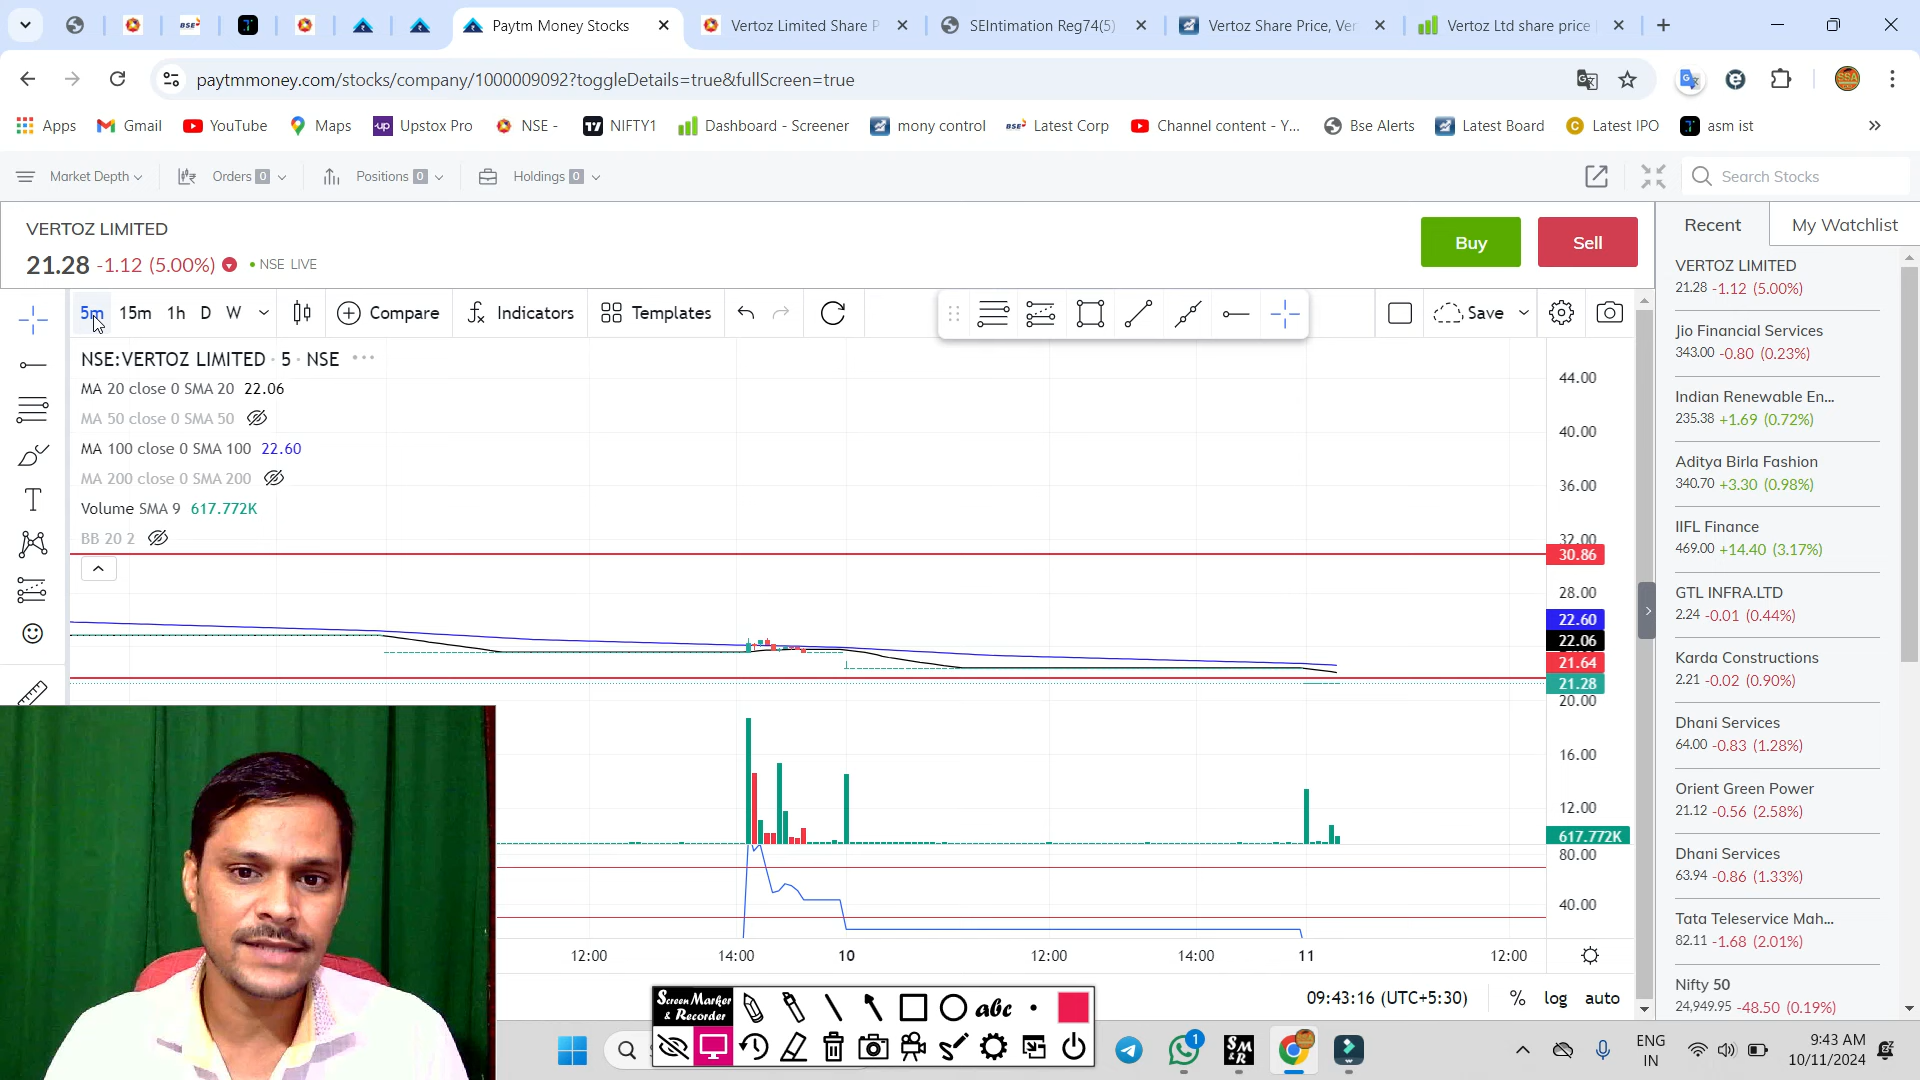 Paytm Money Stocks
Vertoz Limited Share P
SEIntimation Reg74(5)
Vertoz Share Price, Ver
Vertoz Ltd share price
paytmmoney.com/stocks/company/1000009092?toggleDetails=true&fullScreen=true
Apps Gmail YouTube Maps Upstox Pro NSE - NIFTY1 Dashboard - Screener mony control Latest Corp Channel content - Y... Bse Alerts Latest Board Latest IPO asm ist
Market Depth Orders 0 Positions 0 Holdings 0 Search Stocks
VERTOZ LIMITED
21.28 -1.12 (5.00%) NSE LIVE
Buy Sell
Recent My Watchlist
5m 15m 1h D W Compare Indicators Templates Save
NSE:VERTOZ LIMITED · 5 · NSE
MA 20 close 0 SMA 20 22.06
MA 50 close 0 SMA 50
MA 100 close 0 SMA 100 22.60
MA 200 close 0 SMA 200
Volume SMA 9 617.772K
BB 20 2
44.00
40.00
36.00
32.00
30.86
28.00
22.60
22.06
21.64
21.28
20.00
16.00
12.00
617.772K
80.00
40.00
12:00 14:00 10 12:00 14:00 11 12:00
09:43:16 (UTC+5:30) % log auto
VERTOZ LIMITED
21.28 -1.12 (5.00%)
Jio Financial Services
343.00 -0.80 (0.23%)
Indian Renewable En...
235.38 +1.69 (0.72%)
Aditya Birla Fashion
340.70 +3.30 (0.98%)
IIFL Finance
469.00 +14.40 (3.17%)
GTL INFRA.LTD
2.24 -0.01 (0.44%)
Karda Constructions
2.21 -0.02 (0.90%)
Dhani Services
64.00 -0.83 (1.28%)
Orient Green Power
21.12 -0.56 (2.58%)
Dhani Services
63.94 -0.86 (1.33%)
Tata Teleservice Mah...
82.11 -1.68 (2.01%)
Nifty 50
24,949.95 -48.50 (0.19%)
Screen Marker
& Recorder
abc
1
SM
&R
ENG
IN
9:43 AM
10/11/2024